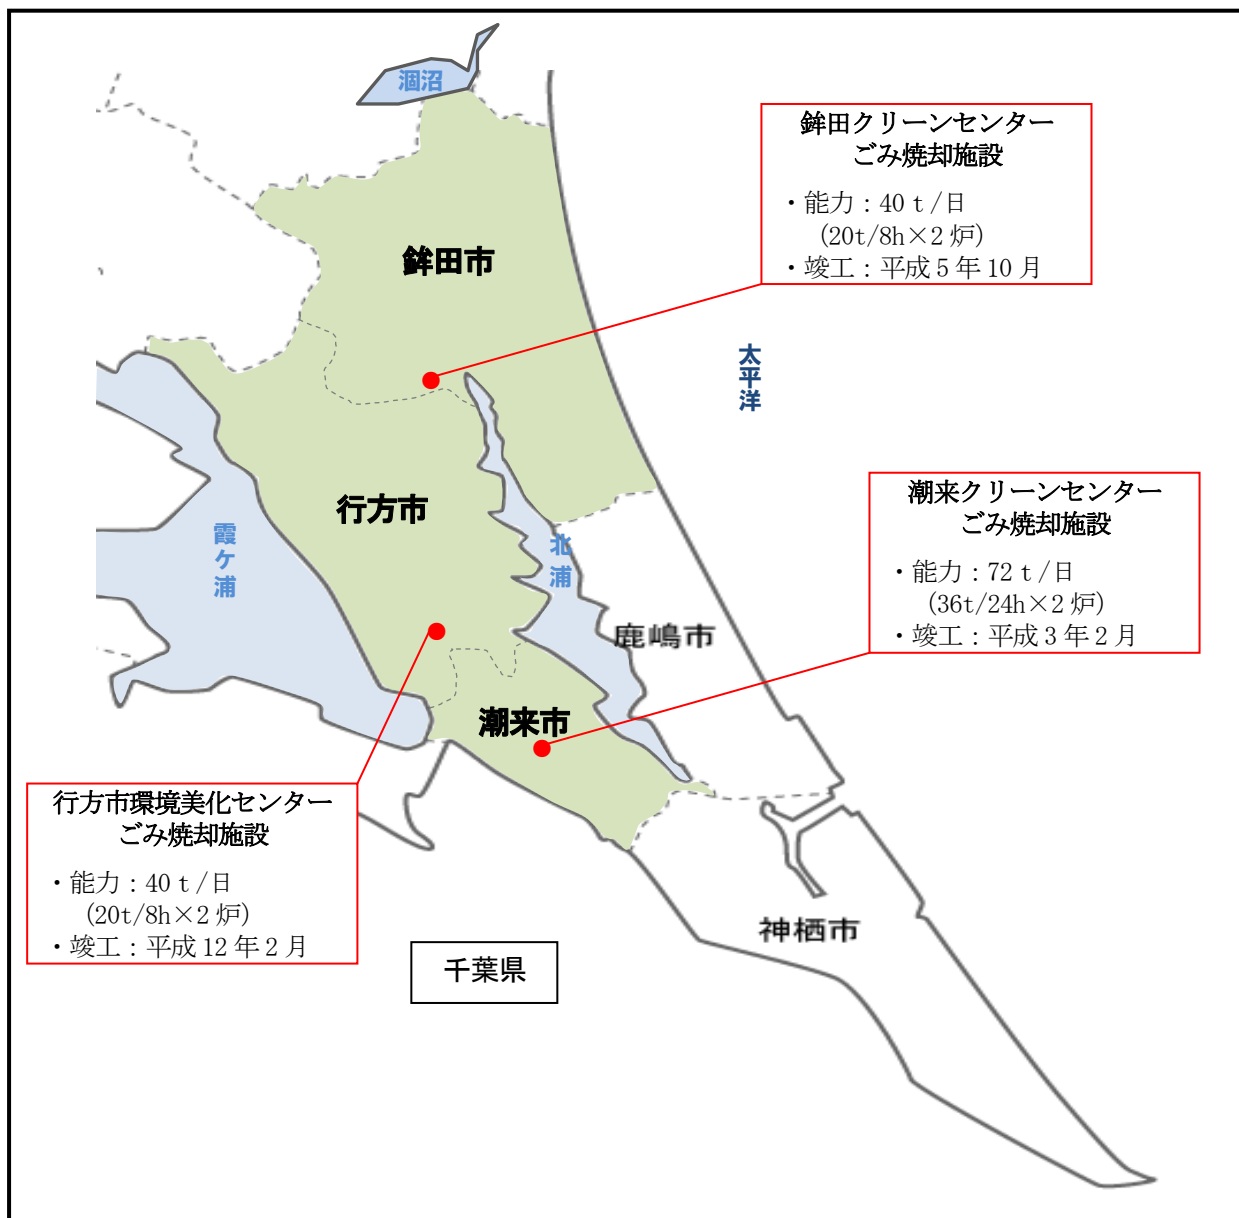 涸沼
鉾田クリーンセンター
ごみ焼却施設
・能力：40ｔ/日
（20t/8h×2 炉）
・竣工：平成 5 年 10 月
鉾田市
太平洋
潮来クリーンセンター
ごみ焼却施設
・能力：72ｔ/日
（36t/24h×2 炉）
・竣工：平成 3 年 2 月
行方市
霞ケ浦
北浦
鹿嶋市
潮来市
行方市環境美化センター
ごみ焼却施設
・能力：40ｔ/日
（20t/8h×2 炉）
・竣工：平成 12 年 2 月
神栖市
千葉県